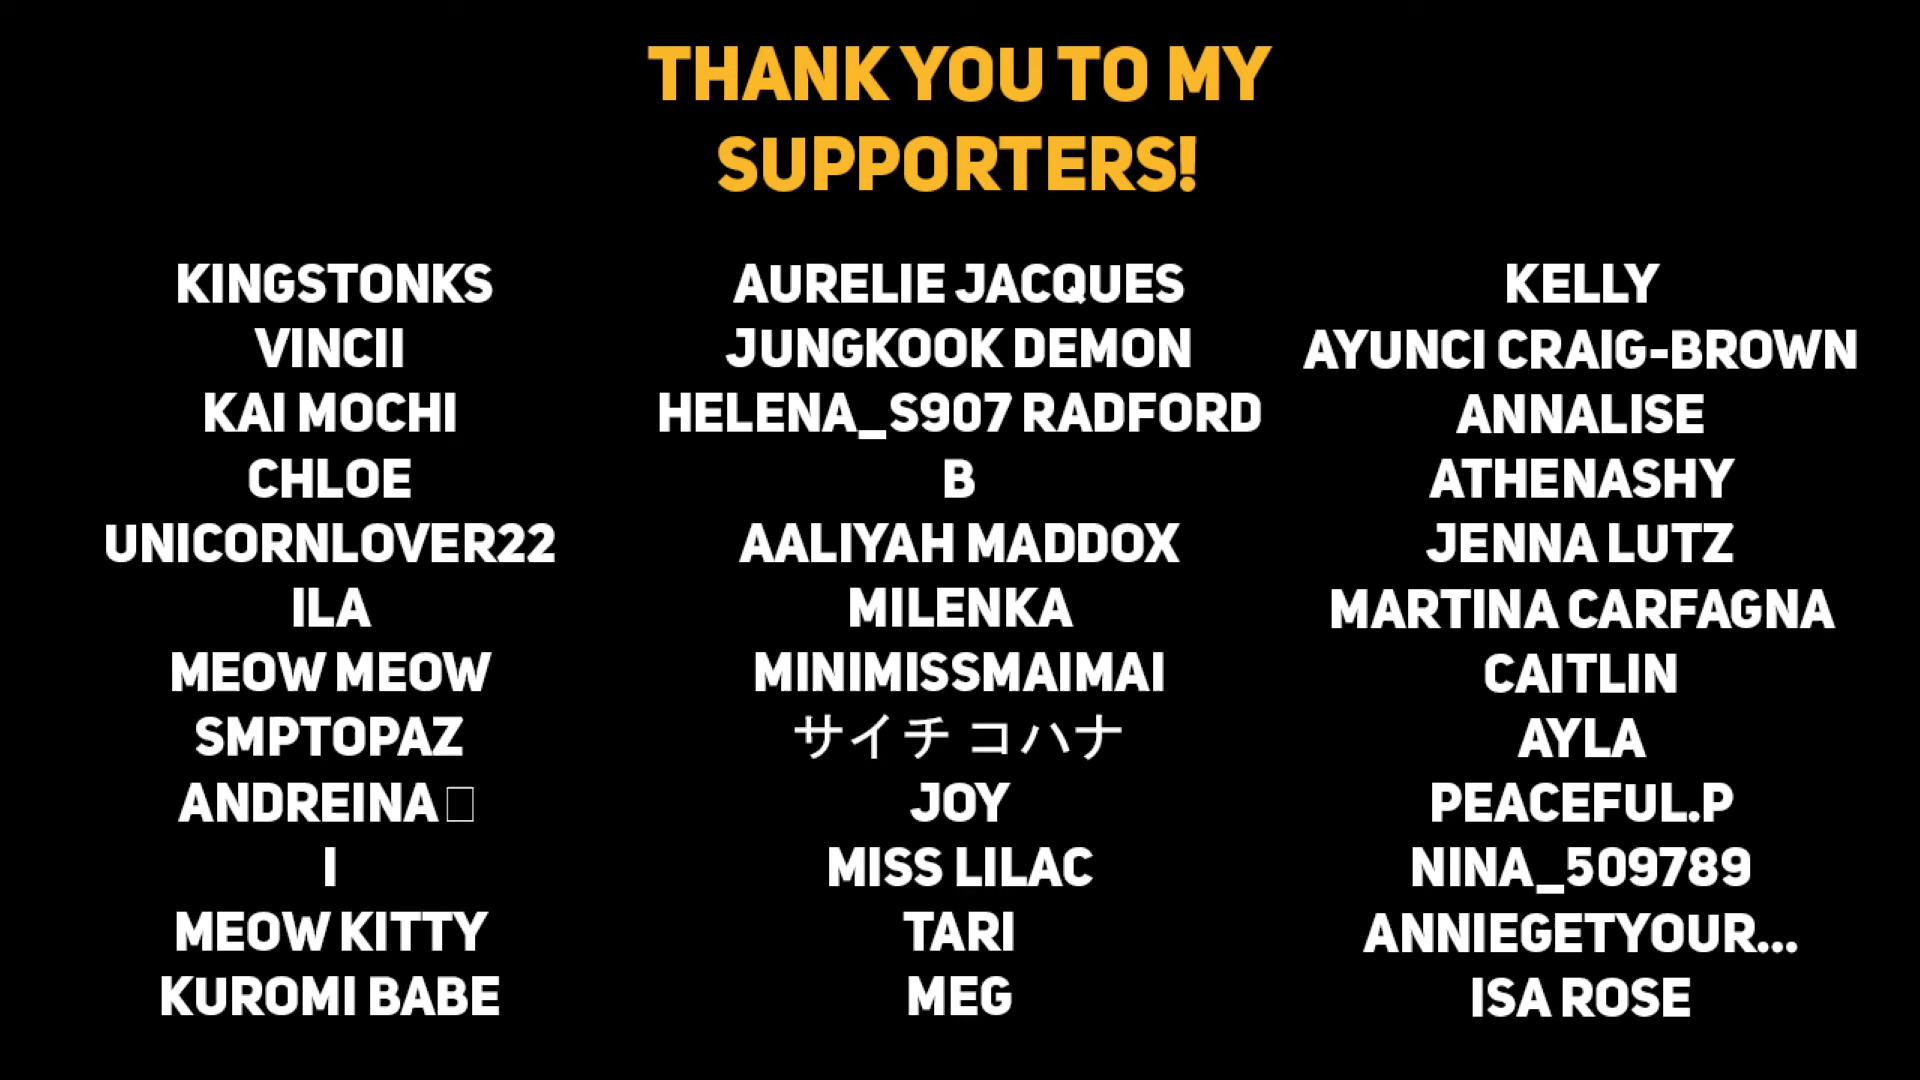 THANK YOU TO MY
SUPPORTERS!
KINGSTONKS
VINCII
KAI MOCHI
CHLOE
UNICORNLOVER22
ILA
MEOW MEOW
SMPTOPAZ
ANDREINA□
I
MEOW KITTY
KUROMI BABE
AURELIE JACQUES
JUNGKOOK DEMON
HELENA_S907 RADFORD
B
AALIYAH MADDOX
MILENKA
MINIMISSMAIMAI
サイチ コハナ
JOY
MISS LILAC
TARI
MEG
KELLY
AYUNCI CRAIG-BROWN
ANNALISE
ATHENASHY
JENNA LUTZ
MARTINA CARFAGNA
CAITLIN
AYLA
PEACEFUL.P
NINA_509789
ANNIEGETYOUR...
ISA ROSE